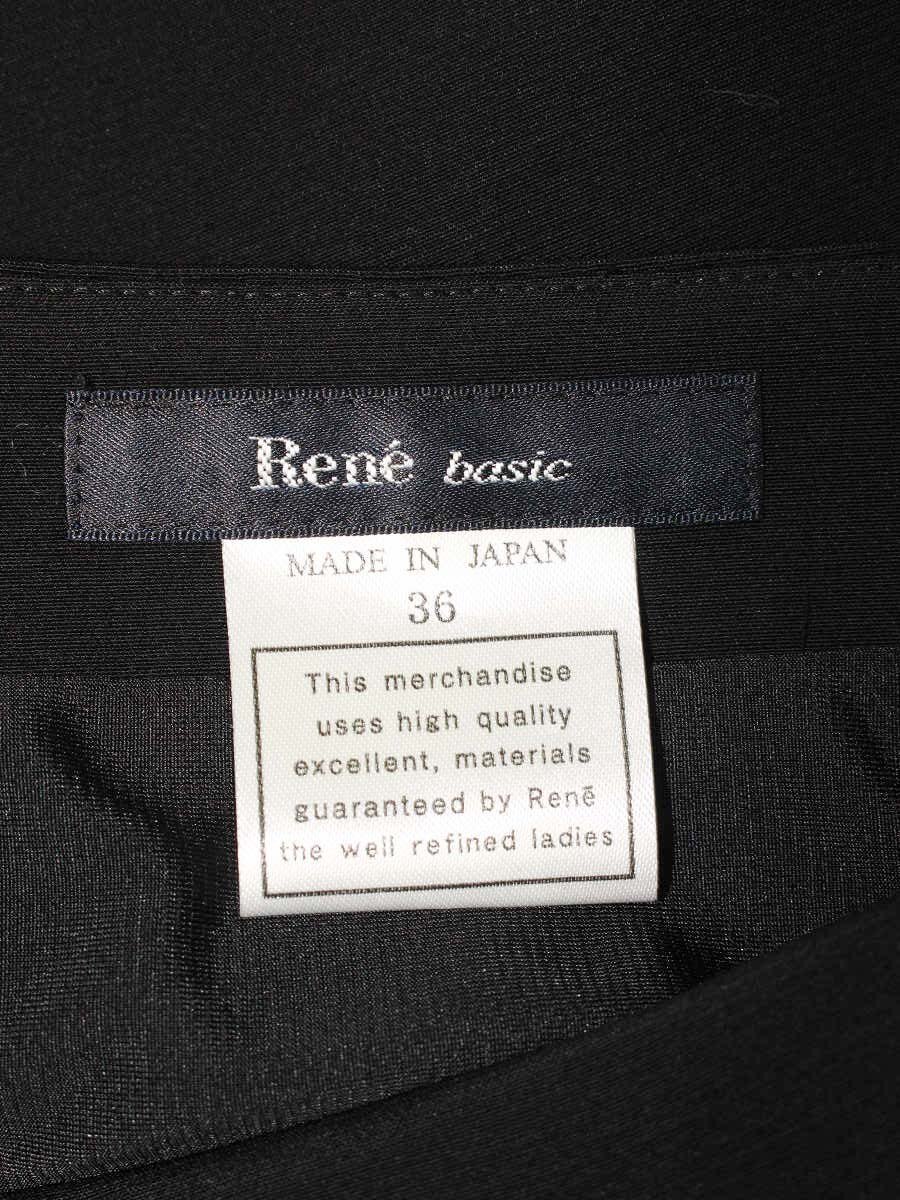 René basic
MADE IN JAPAN
36
This merchandise
uses high quality
excellent, materials
guaranteed by Renē
the well refined ladies